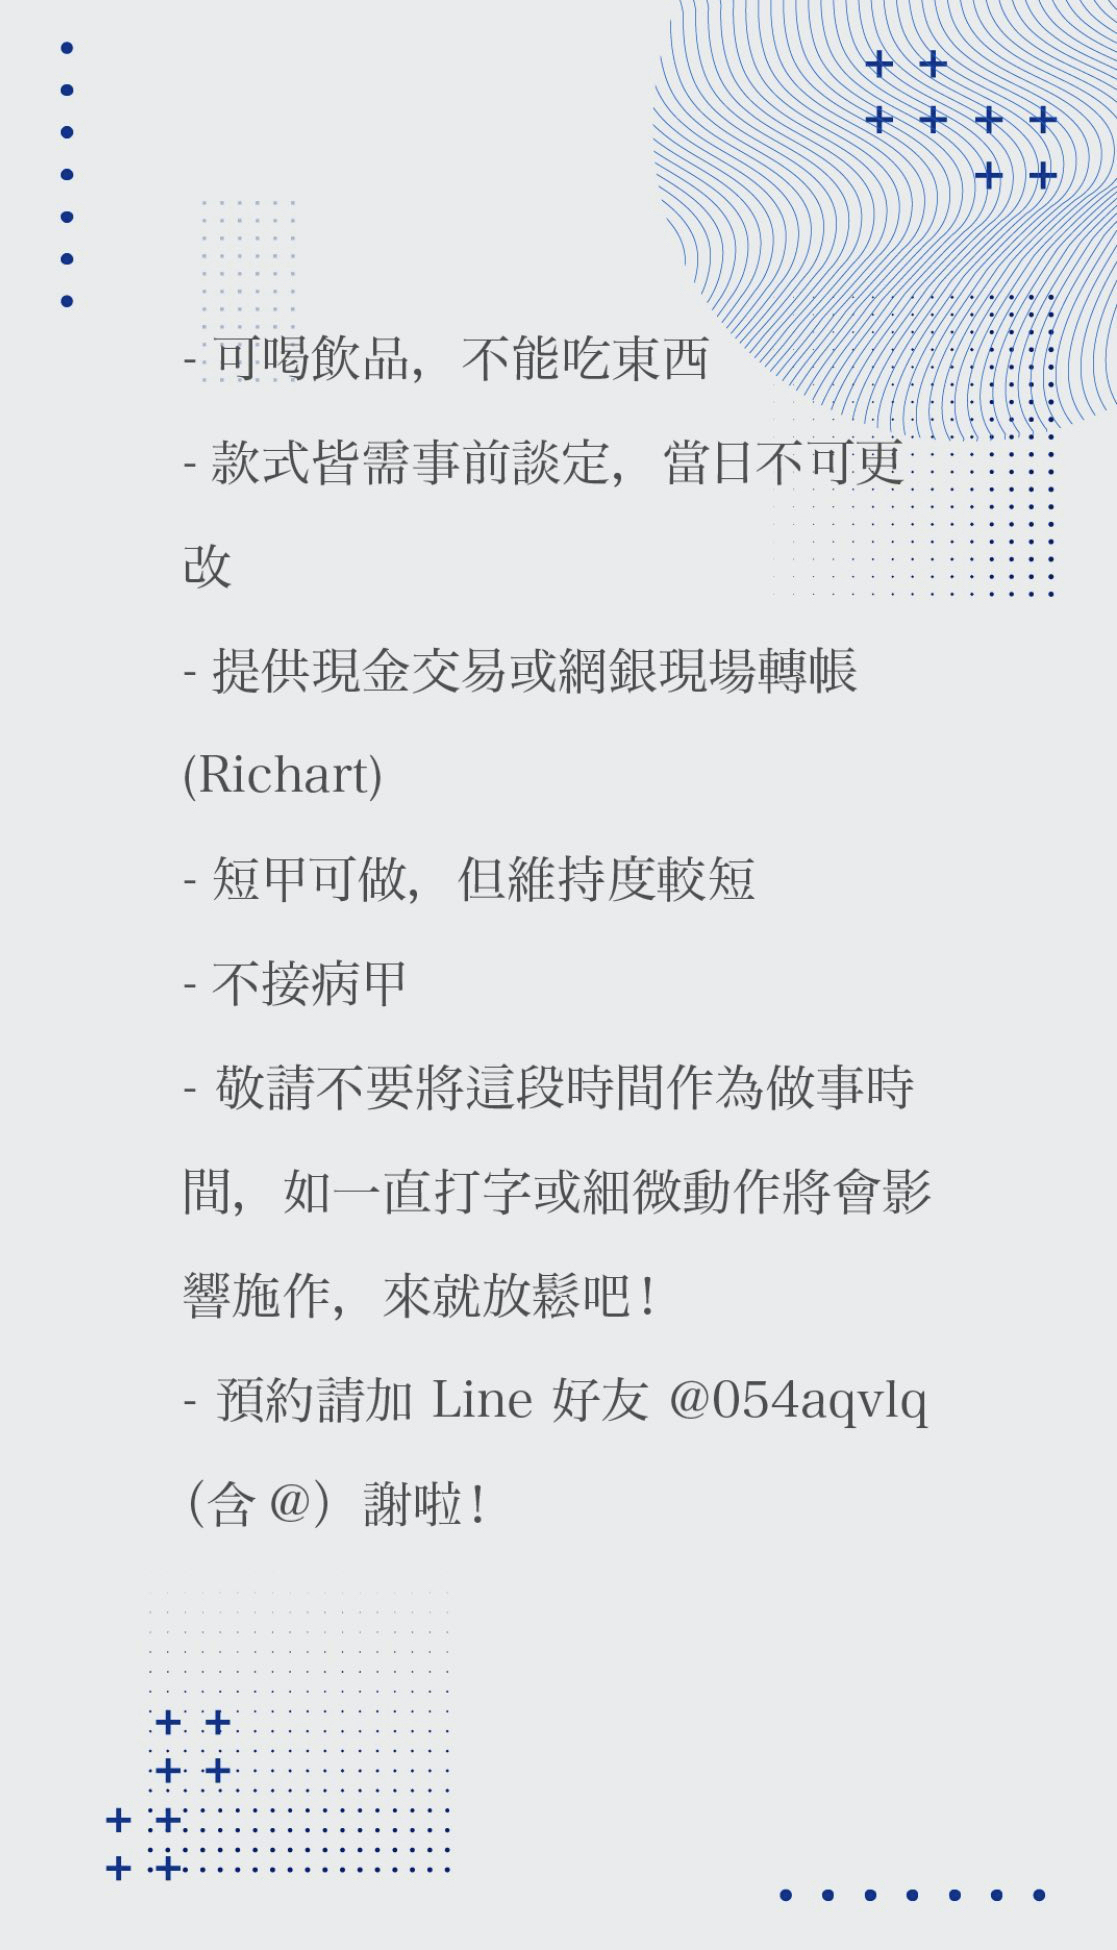 - 可喝飲品，不能吃東西
- 款式皆需事前談定，當日不可更
改
- 提供現金交易或網銀現場轉帳
(Richart)
- 短甲可做，但維持度較短
- 不接病甲
- 敬請不要將這段時間作為做事時
間，如一直打字或細微動作將會影
響施作，來就放鬆吧！
- 預約請加 Line 好友 @054aqvlq
（含 @）謝啦！